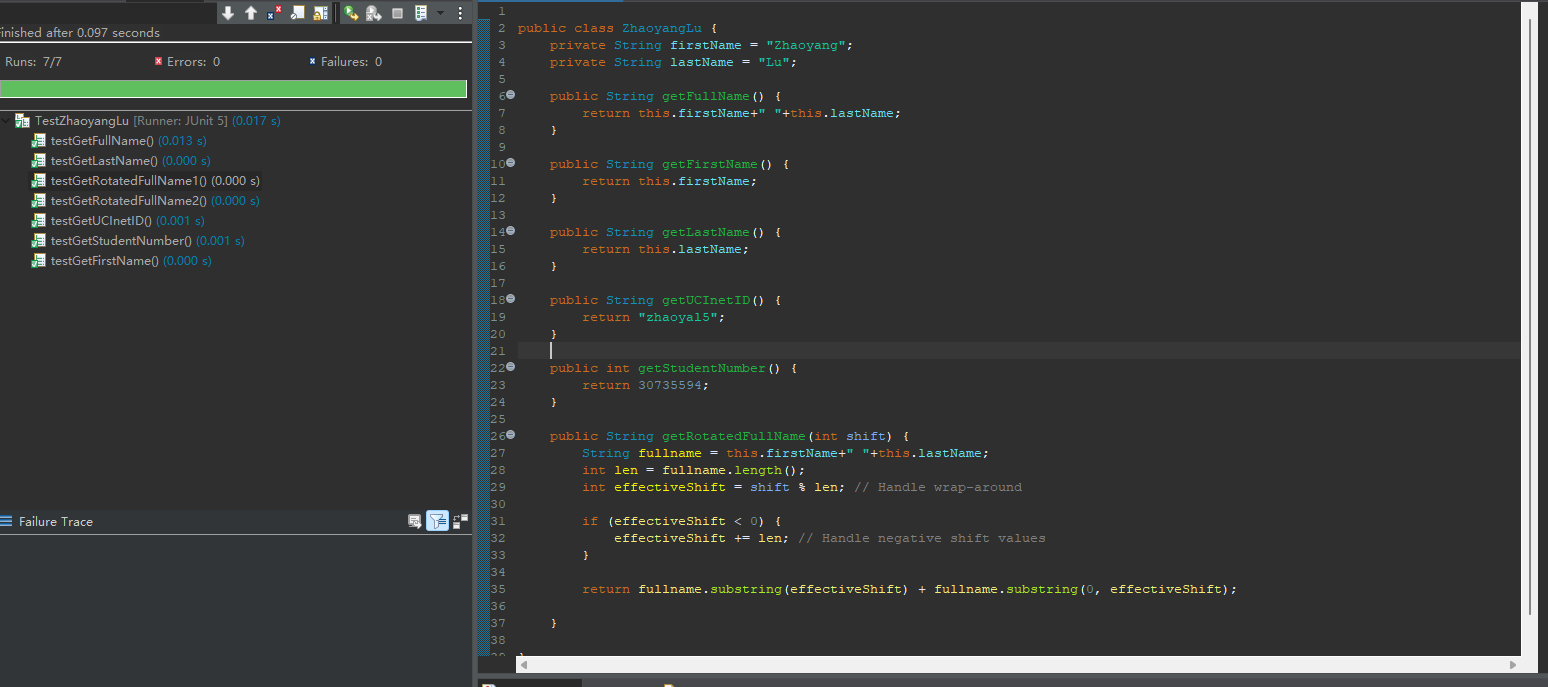 inished after 0.097 seconds
Runs: 7/7 Errors: 0 Failures: 0
TestZhaoyangLu [Runner: JUnit 5] (0.017 s)
testGetFullName() (0.013 s)
testGetLastName() (0.000 s)
testGetRotatedFullName1() (0.000 s)
testGetRotatedFullName2() (0.000 s)
testGetUCInetID() (0.001 s)
testGetStudentNumber() (0.001 s)
testGetFirstName() (0.000 s)
Failure Trace
1
2 public class ZhaoyangLu {
3 private String firstName = "Zhaoyang";
4 private String lastName = "Lu";
5
6 public String getFullName() {
7 return this.firstName+" "+this.lastName;
8 }
9
10 public String getFirstName() {
11 return this.firstName;
12 }
13
14 public String getLastName() {
15 return this.lastName;
16 }
17
18 public String getUCInetID() {
19 return "zhaoyal5";
20 }
21
22 public int getStudentNumber() {
23 return 30735594;
24 }
25
26 public String getRotatedFullName(int shift) {
27 String fullname = this.firstName+" "+this.lastName;
28 int len = fullname.length();
29 int effectiveShift = shift % len; // Handle wrap-around
30
31 if (effectiveShift < 0) {
32 effectiveShift += len; // Handle negative shift values
33 }
34
35 return fullname.substring(effectiveShift) + fullname.substring(0, effectiveShift);
36
37 }
38